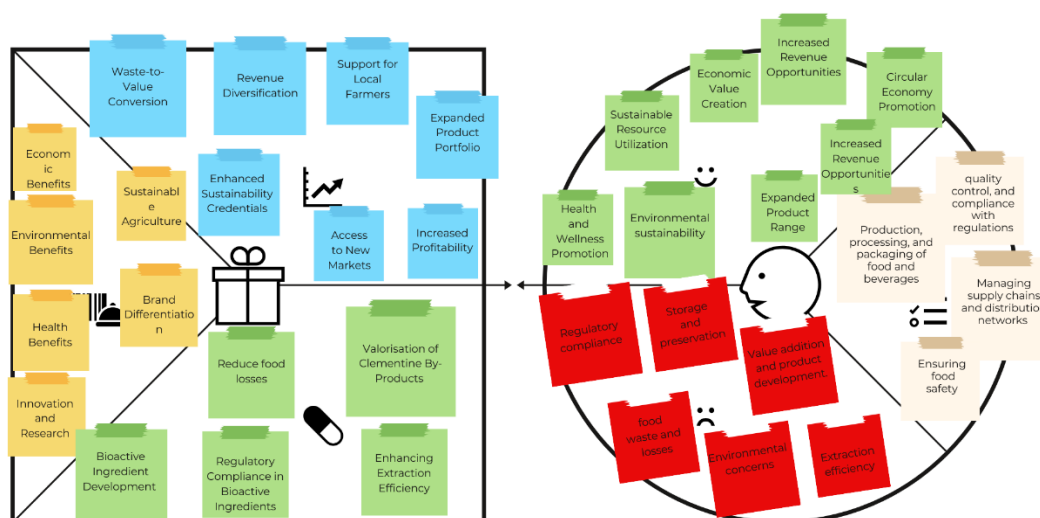 Waste-to-
Value
Conversion
Revenue
Diversification
Support for
Local
Farmers
Expanded
Product
Portfolio
Econom
ic
Benefits
Sustainabl
e
Agriculture
Enhanced
Sustainability
Credentials
Environmental
Benefits
Access
to New
Markets
Increased
Profitability
Brand
Differentiatio
n
Health
Benefits
Innovation
and
Research
Reduce food
losses
Valorisation of
Clementine By-
Products
Bioactive
Ingredient
Development
Regulatory
Compliance in
Bioactive
Ingredients
Enhancing
Extraction
Efficiency
Increased
Revenue
Opportunities
Economic
Value
Creation
Circular
Economy
Promotion
Sustainable
Resource
Utilization
Increased
Revenue
Opportunitie
s
Health and
Wellness
Promotion
Environmental
sustainability
Expanded
Product
Range
quality
control, and
compliance
with
regulations
Production,
processing, and
packaging of
food and
beverages
Managing
supply chains
and distributio
networks
Ensuring
food
safety
Regulatory
compliance
Storage
and
preservation
Value addition
and product
development.
food
waste and
losses
Environmental
concerns
Extraction
efficiency